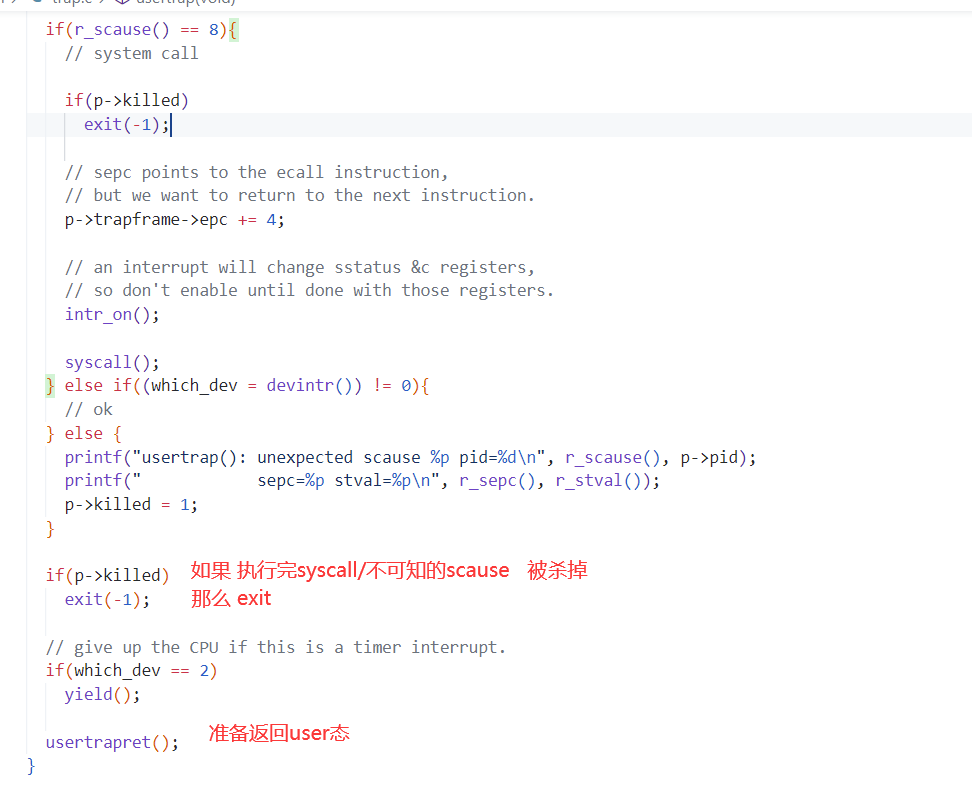 trap.c > usertrap(void)
if(r_scause() == 8){
// system call
if(p->killed)
exit(-1);
// sepc points to the ecall instruction,
// but we want to return to the next instruction.
p->trapframe->epc += 4;
// an interrupt will change sstatus &c registers,
// so don't enable until done with those registers.
intr_on();
syscall();
} else if((which_dev = devintr()) != 0){
// ok
} else {
printf("usertrap(): unexpected scause %p pid=%d\n", r_scause(), p->pid);
printf("            sepc=%p stval=%p\n", r_sepc(), r_stval());
p->killed = 1;
}
if(p->killed) 如果 执行完syscall/不可知的scause 被杀掉
exit(-1); 那么 exit
// give up the CPU if this is a timer interrupt.
if(which_dev == 2)
yield();
usertrapret(); 准备返回user态
}